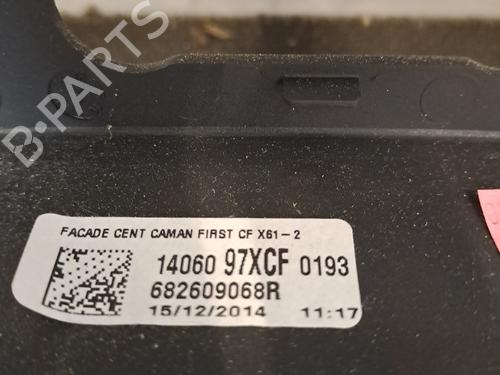 B-PARTS
FACADE CENT CAMAN FIRST CF X61-2
14060 97XCF 0193
682609068R
15/12/2014 11:17